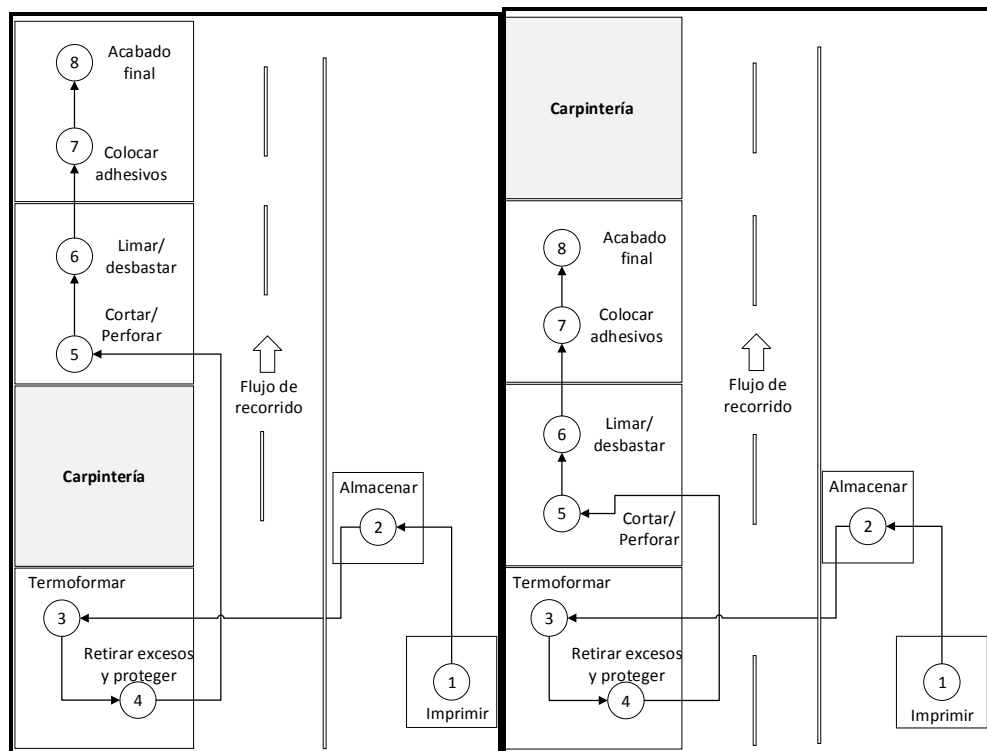 8
Acabado
final
7
Colocar
adhesivos
6
Limar/
desbastar
Cortar/
Perforar
5
Flujo de
recorrido
Carpintería
Almacenar
2
Termoformar
3
Retirar excesos
y proteger
4
1
Imprimir
Carpintería
8
Acabado
final
7
Colocar
adhesivos
Flujo de
recorrido
6
Limar/
desbastar
5
Cortar/
Perforar
Almacenar
2
Termoformar
3
Retirar excesos
y proteger
4
1
Imprimir